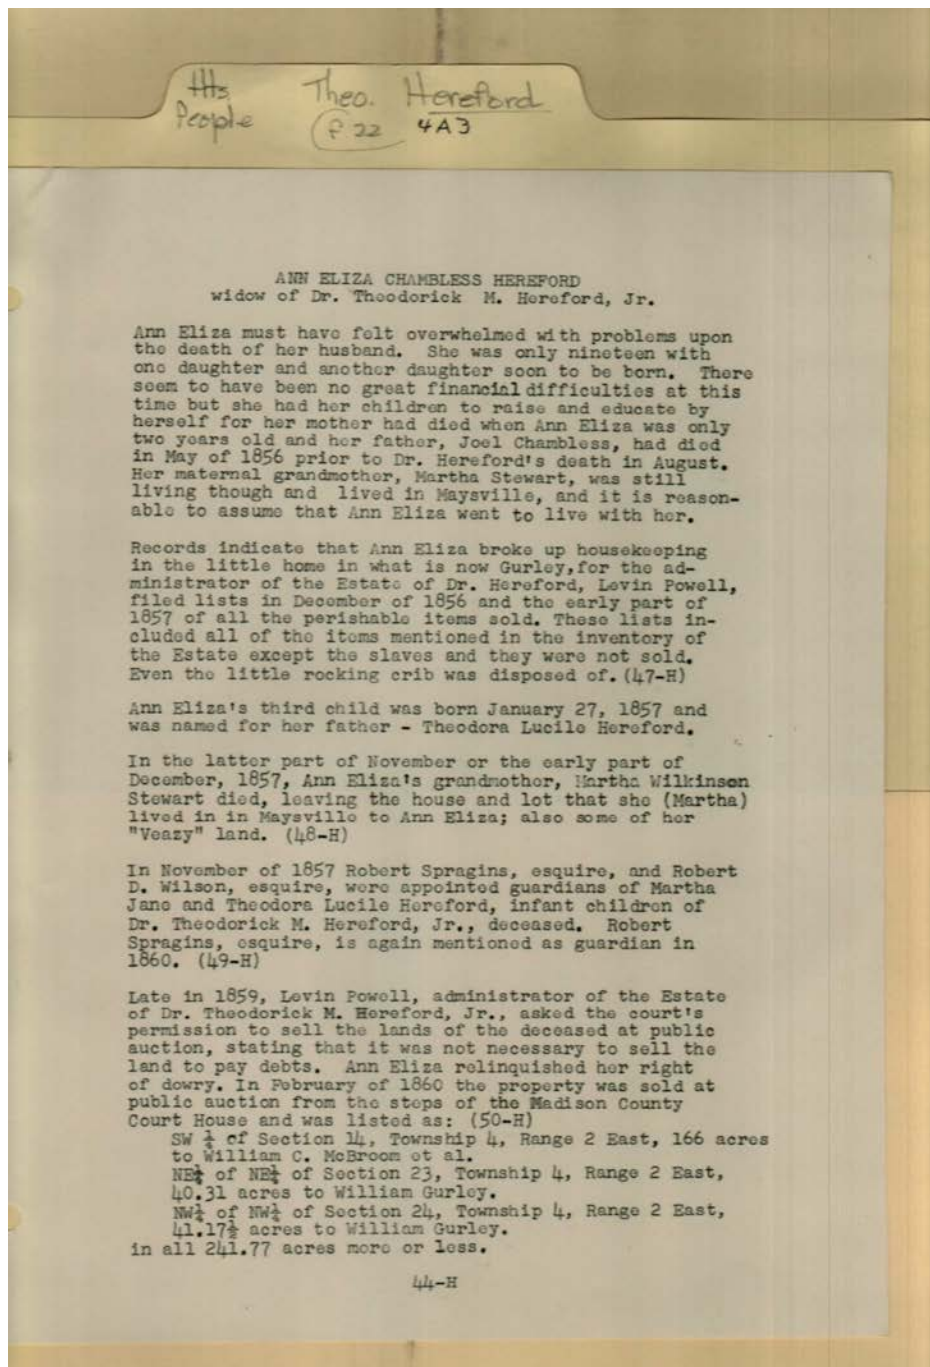 HHs Theo. Hereford
People f 22 4A3
ANN ELIZA CHAMBLESS HEREFORD
widow of Dr. Theodorick M. Hereford, Jr.
Ann Eliza must have felt overwhelmed with problems upon
the death of her husband. She was only nineteen with
one daughter and another daughter soon to be born. There
seem to have been no great financial difficulties at this
time but she had her children to raise and educate by
herself for her mother had died when Ann Eliza was only
two years old and her father, Joel Chambless, had died
in May of 1856 prior to Dr. Hereford's death in August.
Her maternal grandmother, Martha Stewart, was still
living though and lived in Maysville, and it is reason-
able to assume that Ann Eliza went to live with her.
Records indicate that Ann Eliza broke up housekeeping
in the little home in what is now Gurley, for the ad-
ministrator of the Estate of Dr. Hereford, Levin Powell,
filed lists in December of 1856 and the early part of
1857 of all the perishable items sold. These lists in-
cluded all of the items mentioned in the inventory of
the Estate except the slaves and they were not sold.
Even the little rocking crib was disposed of. (47-H)
Ann Eliza's third child was born January 27, 1857 and
was named for her father - Theodora Lucile Hereford.
In the latter part of November or the early part of
December, 1857, Ann Eliza's grandmother, Martha Wilkinson
Stewart died, leaving the house and lot that she (Martha)
lived in in Maysville to Ann Eliza; also some of her
"Veazy" land. (48-H)
In November of 1857 Robert Spragins, esquire, and Robert
D. Wilson, esquire, were appointed guardians of Martha
Jane and Theodora Lucile Hereford, infant children of
Dr. Theodorick M. Hereford, Jr., deceased. Robert
Spragins, esquire, is again mentioned as guardian in
1860. (49-H)
Late in 1859, Levin Powell, administrator of the Estate
of Dr. Theodorick M. Hereford, Jr., asked the court's
permission to sell the lands of the deceased at public
auction, stating that it was not necessary to sell the
land to pay debts. Ann Eliza relinquished her right
of dowry. In February of 1860 the property was sold at
public auction from the steps of the Madison County
Court House and was listed as: (50-H)
SW ¼ of Section 14, Township 4, Range 2 East, 166 acres
to William C. McBroom et al.
NE¼ of NE¼ of Section 23, Township 4, Range 2 East,
40.31 acres to William Gurley.
NW¼ of NW¼ of Section 24, Township 4, Range 2 East,
41.17½ acres to William Gurley.
in all 241.77 acres more or less.
44-H